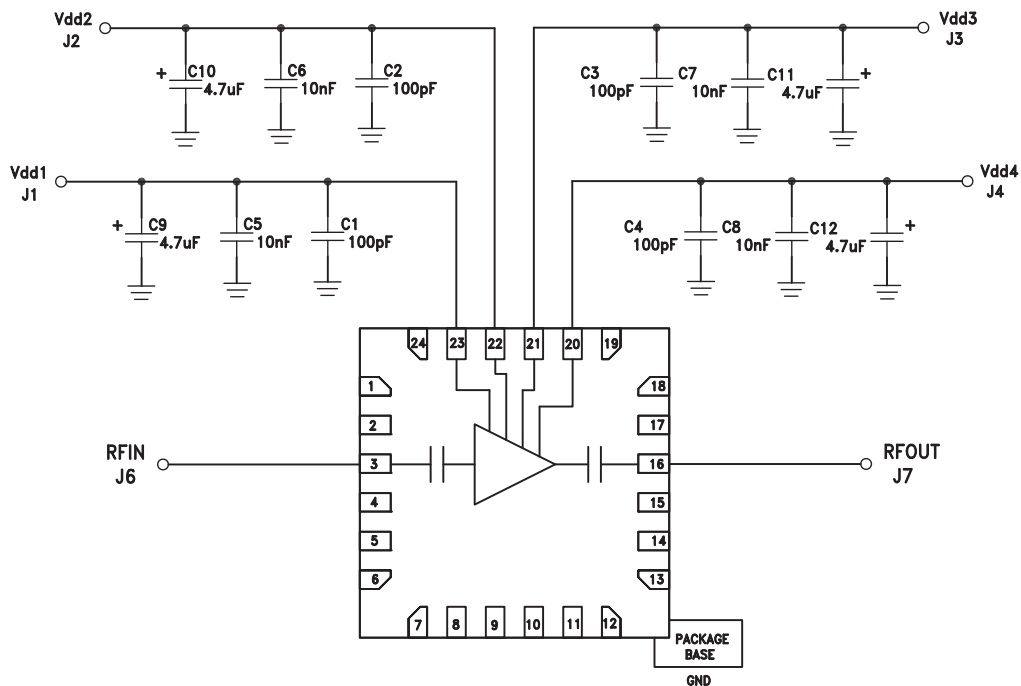 Vdd2
J2
+ C10
4.7uF
C6
10nF
C2
100pF
Vdd3
J3
C3
100pF
C7
10nF
C11
4.7uF
+
Vdd1
J1
+ C9
4.7uF
C5
10nF
C1
100pF
Vdd4
J4
C4
100pF
C8
10nF
C12
4.7uF
+
24 23 22 21 20 19
1
2
3
4
5
6
18
17
16
15
14
13
RFIN
J6
RFOUT
J7
7 8 9 10 11 12
PACKAGE
BASE
GND